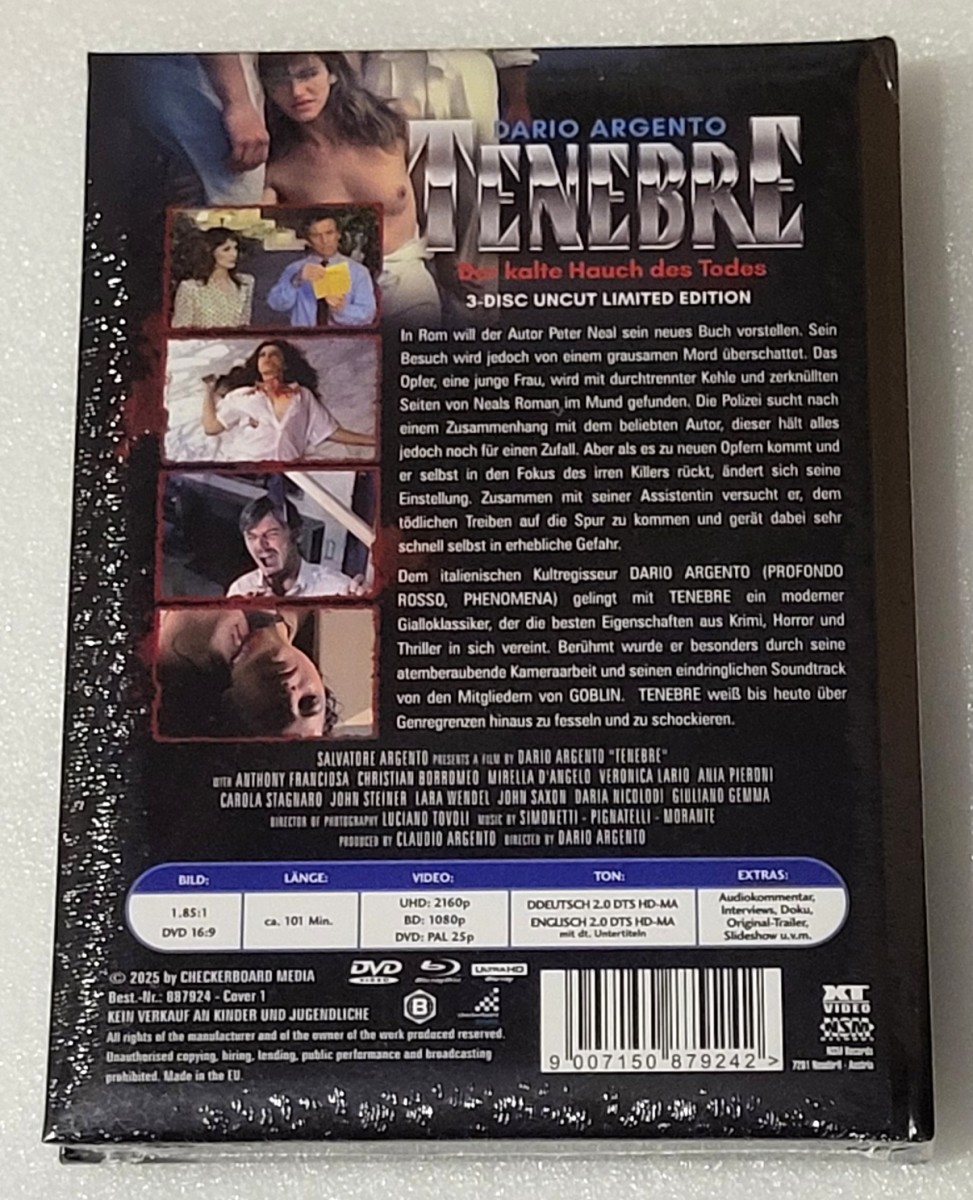 DARIO ARGENTO
TENEBRE
Der kalte Hauch des Todes
3-DISC UNCUT LIMITED EDITION
In Rom will der Autor Peter Neal sein neues Buch vorstellen. Sein
Besuch wird jedoch von einem grausamen Mord überschattet. Das
Opfer, eine junge Frau, wird mit durchtrennter Kehle und zerknüllten
Seiten von Neals Roman im Mund gefunden. Die Polizei sucht nach
einem Zusammenhang mit dem beliebten Autor, dieser hält alles
jedoch noch für einen Zufall. Aber als es zu neuen Opfern kommt und
er selbst in den Fokus des irren Killers rückt, ändert sich seine
Einstellung. Zusammen mit seiner Assistentin versucht er, dem
tödlichen Treiben auf die Spur zu kommen und gerät dabei sehr
schnell selbst in erhebliche Gefahr.
Dem italienischen Kultregisseur DARIO ARGENTO (PROFONDO
ROSSO, PHENOMENA) gelingt mit TENEBRE ein moderner
Gialloklassiker, der die besten Eigenschaften aus Krimi, Horror und
Thriller in sich vereint. Berühmt wurde er besonders durch seine
atemberaubende Kameraarbeit und seinen eindringlichen Soundtrack
von den Mitgliedern von GOBLIN. TENEBRE weiß bis heute über
Genregrenzen hinaus zu fesseln und zu schockieren.
SALVATORE ARGENTO PRESENTS A FILM BY DARIO ARGENTO "TENEBRE"
WITH ANTHONY FRANCIOSA CHRISTIAN BORROMEO MIRELLA D'ANGELO VERONICA LARIO ANIA PIERONI
CAROLA STAGNARO JOHN STEINER LARA WENDEL JOHN SAXON DARIA NICOLODI GIULIANO GEMMA
DIRECTOR OF PHOTOGRAPHY LUCIANO TOVOLI MUSIC BY SIMONETTI - PIGNATELLI - MORANTE
PRODUCED BY CLAUDIO ARGENTO DIRECTED BY DARIO ARGENTO
BILD: LÄNGE: VIDEO: TON: EXTRAS:
1.85:1
DVD 16:9
ca. 101 Min.
UHD: 2160p
BD: 1080p
DVD: PAL 25p
DDEUTSCH 2.0 DTS HD-MA
ENGLISCH 2.0 DTS HD-MA
mit dt. Untertiteln
Audiokommentar,
Interviews, Doku,
Original-Trailer,
Slideshow u.v.m.
© 2025 by CHECKERBOARD MEDIA
Best.-Nr.: 887924 - Cover 1
KEIN VERKAUF AN KINDER UND JUGENDLICHE
All rights of the manufacturer and of the owner of the work produced reserved.
Unauthorised copying, hiring, lending, public performance and broadcasting
prohibited. Made in the EU.
DVD VIDEO
ULTRA HD
B
9 007150 879242 >
XT VIDEO
NSM
NSM Records